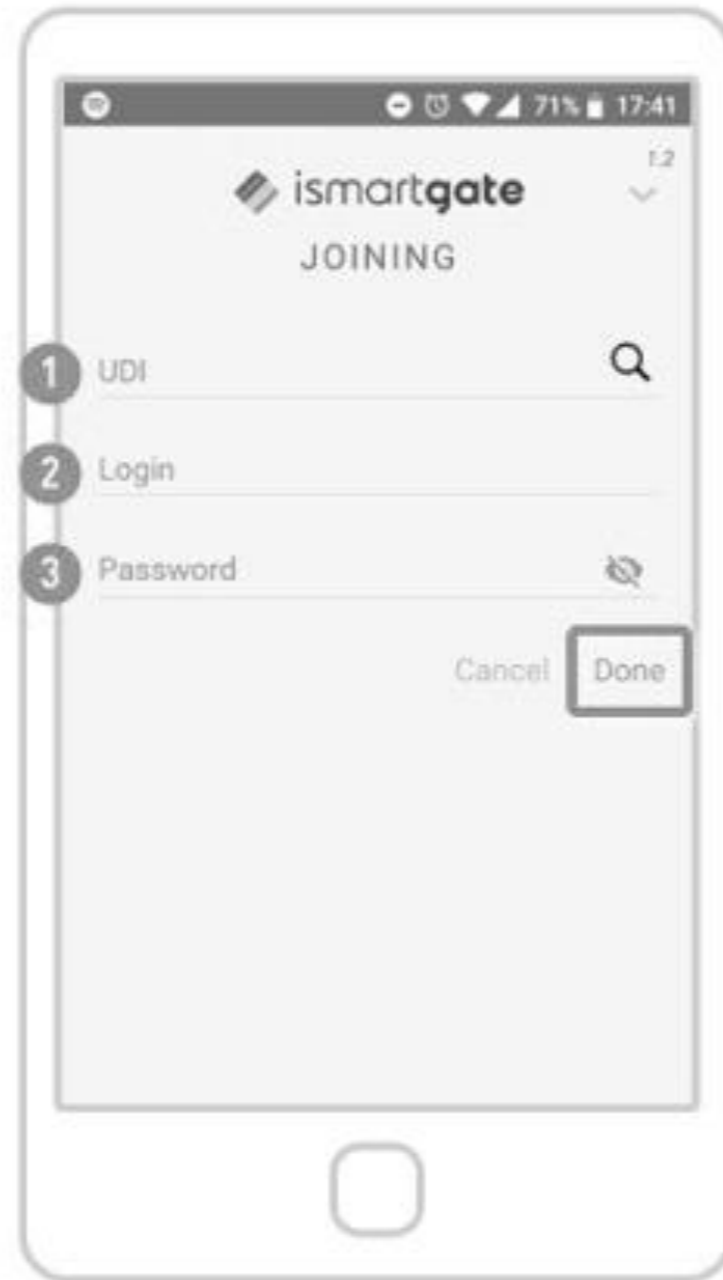 71% 17:41
1.2
ismartgate
JOINING
1 UDI
2 Login
3 Password
Cancel Done